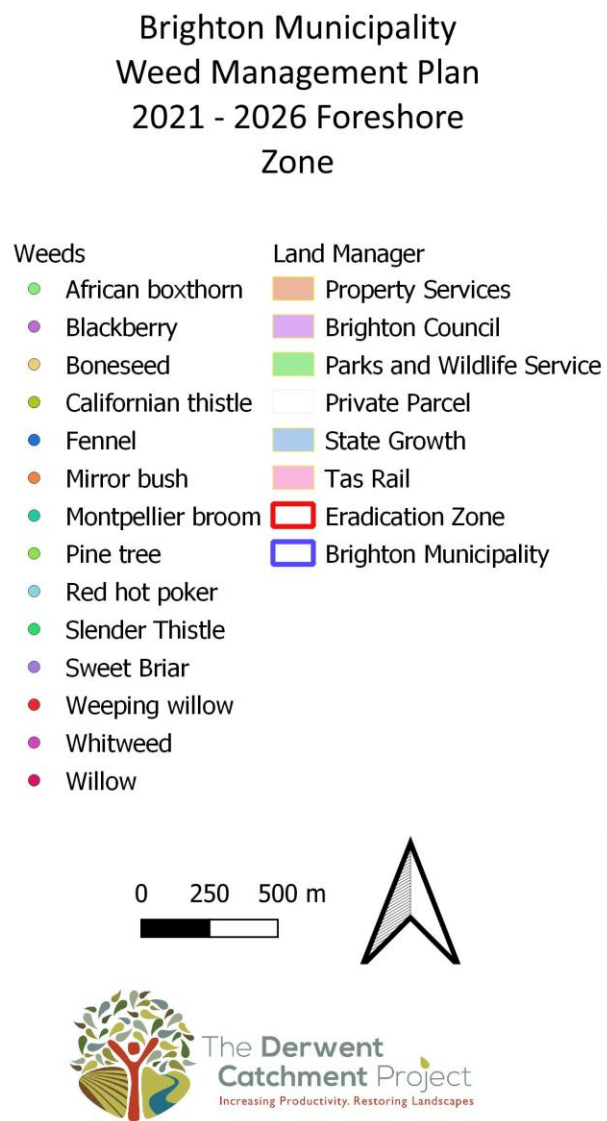 Brighton Municipality
Weed Management Plan
2021 - 2026 Foreshore
Zone
Weeds
African boxthorn
Blackberry
Boneseed
Californian thistle
Fennel
Mirror bush
Montpellier broom
Pine tree
Red hot poker
Slender Thistle
Sweet Briar
Weeping willow
Whitweed
Willow
Land Manager
Property Services
Brighton Council
Parks and Wildlife Service
Private Parcel
State Growth
Tas Rail
Eradication Zone
Brighton Municipality
0 250 500 m
The Derwent
Catchment Project
Increasing Productivity. Restoring Landscapes